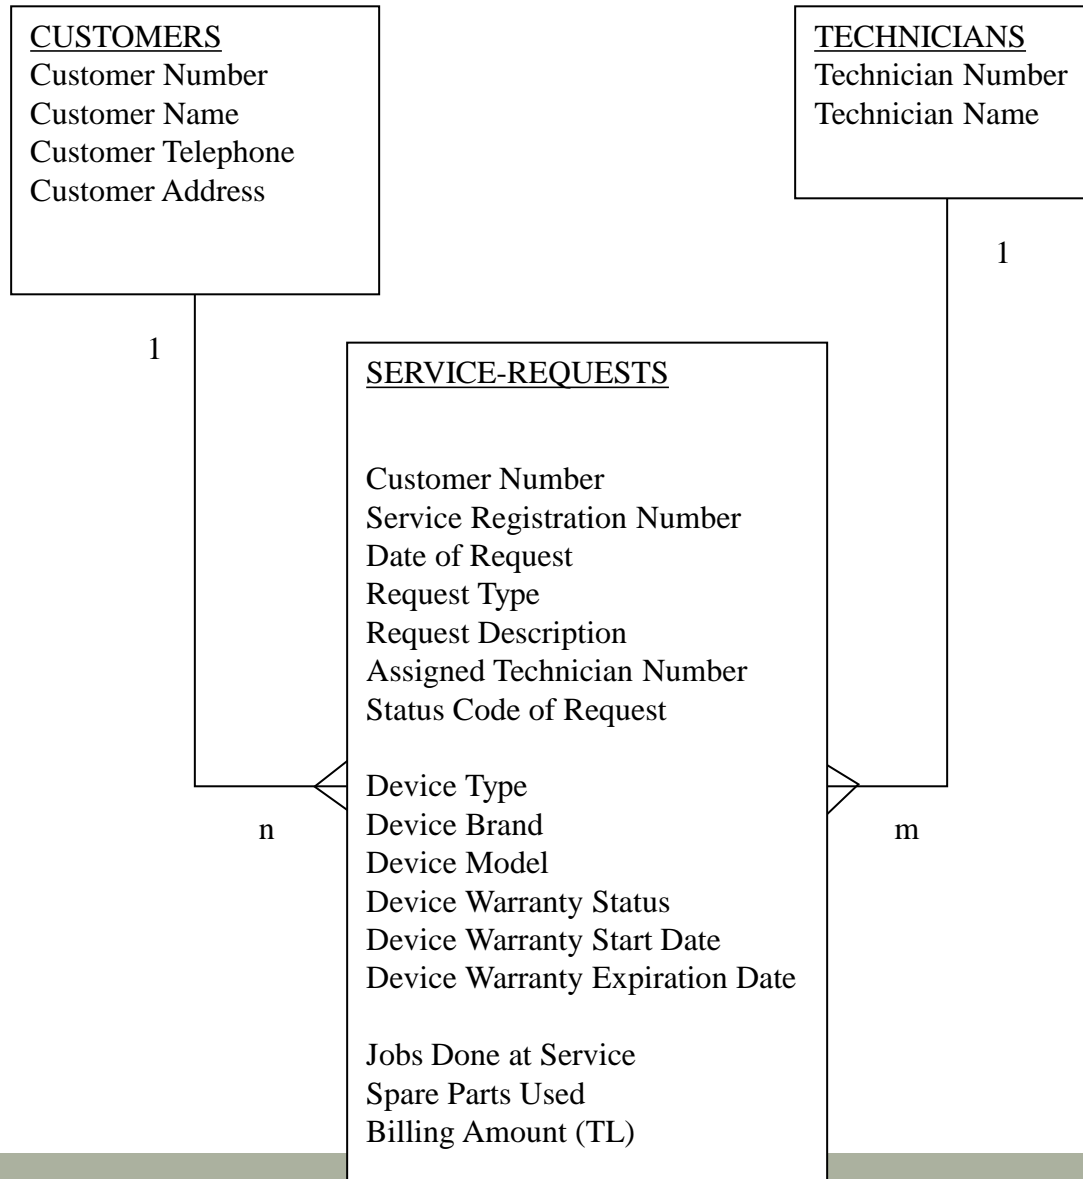 CUSTOMERS
Customer Number
Customer Name
Customer Telephone
Customer Address
TECHNICIANS
Technician Number
Technician Name
1
1
SERVICE-REQUESTS
Customer Number
Service Registration Number
Date of Request
Request Type
Request Description
Assigned Technician Number
Status Code of Request
Device Type
Device Brand
Device Model
Device Warranty Status
Device Warranty Start Date
Device Warranty Expiration Date
Jobs Done at Service
Spare Parts Used
Billing Amount (TL)
n
m